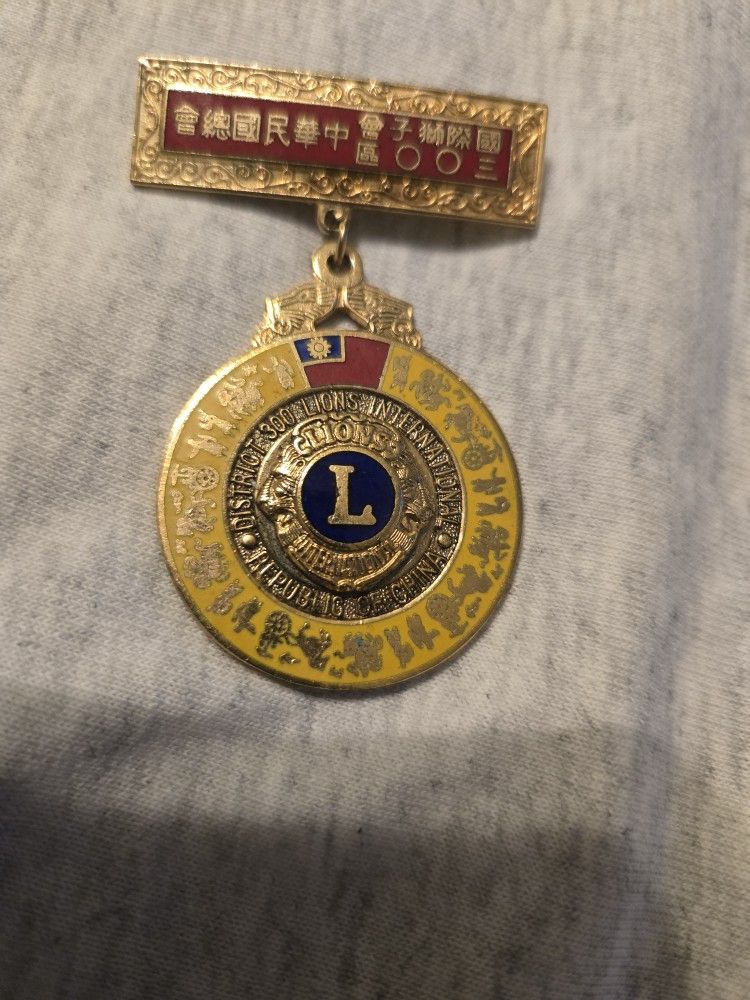 國際獅子會
三〇〇區
中華民國總會
DISTRICT 300 LIONS INTERNATIONAL
LIONS
L
INTERNATIONAL
REPUBLIC OF CHINA